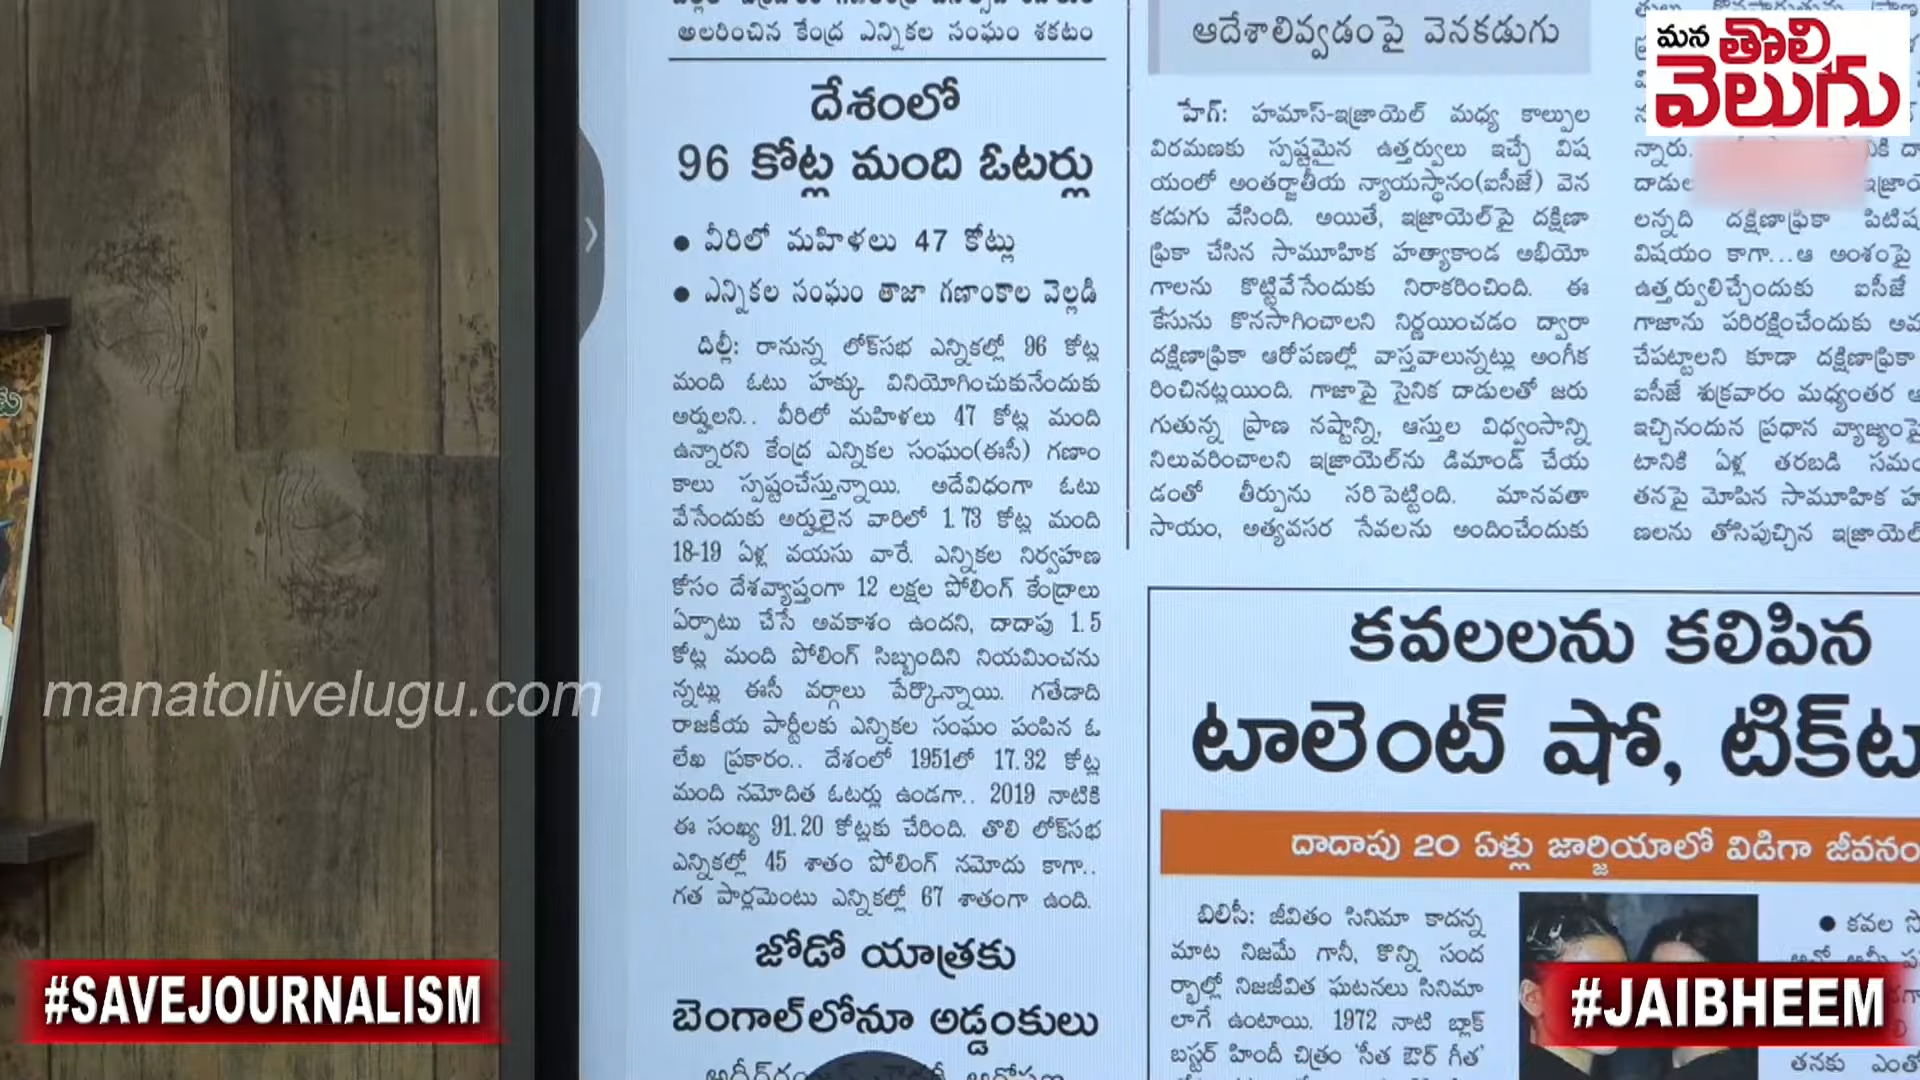 అలరించిన కేంద్ర ఎన్నికల సంఘం శకటం
దేశంలో
96 కోట్ల మంది ఓటర్లు
● వీరిలో మహిళలు 47 కోట్లు
● ఎన్నికల సంఘం తాజా గణాంకాల వెల్లడి
దిల్లీ: రానున్న లోక్‌సభ ఎన్నికల్లో 96 కోట్ల
మంది ఓటు హక్కు వినియోగించుకునేందుకు
అర్హులని.. వీరిలో మహిళలు 47 కోట్ల మంది
ఉన్నారని కేంద్ర ఎన్నికల సంఘం(ఈసీ) గణాం
కాలు స్పష్టంచేస్తున్నాయి. అదేవిధంగా ఓటు
వేసేందుకు అర్హులైన వారిలో 1.73 కోట్ల మంది
18-19 ఏళ్ల వయసు వారే. ఎన్నికల నిర్వహణ
కోసం దేశవ్యాప్తంగా 12 లక్షల పోలింగ్ కేంద్రాలు
ఏర్పాటు చేసే అవకాశం ఉందని, దాదాపు 1.5
కోట్ల మంది పోలింగ్ సిబ్బందిని నియమించను
న్నట్లు ఈసీ వర్గాలు పేర్కొన్నాయి. గతేడాది
రాజకీయ పార్టీలకు ఎన్నికల సంఘం పంపిన ఓ
లేఖ ప్రకారం.. దేశంలో 1951లో 17.32 కోట్ల
మంది నమోదిత ఓటర్లు ఉండగా.. 2019 నాటికి
ఈ సంఖ్య 91.20 కోట్లకు చేరింది. తొలి లోక్‌సభ
ఎన్నికల్లో 45 శాతం పోలింగ్ నమోదు కాగా..
గత పార్లమెంటు ఎన్నికల్లో 67 శాతంగా ఉంది.
జోడో యాత్రకు
బెంగాల్‌లోనూ అడ్డంకులు
ఆదేశాలివ్వడంపై వెనకడుగు
హేగ్: హమాస్-ఇజ్రాయెల్ మధ్య కాల్పుల
విరమణకు స్పష్టమైన ఉత్తర్వులు ఇచ్చే విష
యంలో అంతర్జాతీయ న్యాయస్థానం(ఐసీజే) వెన
కడుగు వేసింది. అయితే, ఇజ్రాయెల్‌పై దక్షిణా
ఫ్రికా చేసిన సామూహిక హత్యాకాండ అభియో
గాలను కొట్టివేసేందుకు నిరాకరించింది. ఈ
కేసును కొనసాగించాలని నిర్ణయించడం ద్వారా
దక్షిణాఫ్రికా ఆరోపణల్లో వాస్తవాలున్నట్లు అంగీక
రించినట్లయింది. గాజాపై సైనిక దాడులతో జరు
గుతున్న ప్రాణ నష్టాన్ని, ఆస్తుల విధ్వంసాన్ని
నిలువరించాలని ఇజ్రాయెల్‌ను డిమాండ్ చేయ
డంతో తీర్పును సరిపెట్టింది. మానవతా
సాయం, అత్యవసర సేవలను అందించేందుకు
న్నారు.
దాడుల
లన్నది దక్షిణాఫ్రికా పిటిష
విషయం కాగా...ఆ అంశంపై
ఉత్తర్వులిచ్చేందుకు ఐసీజే
గాజాను పరిరక్షించేందుకు
చేపట్టాలని కూడా దక్షిణాఫ్రికా
ఐసీజే శుక్రవారం మధ్యంతర ఆ
ఇచ్చినందున ప్రధాన వ్యాజ్యంపై
టానికి ఏళ్ల తరబడి సమ
తనపై మోపిన సామూహిక హ
ణలను తోసిపుచ్చిన ఇజ్రాయెల్
కవలలను కలిపిన
టాలెంట్ షో, టిక్‌టా
దాదాపు 20 ఏళ్లు జార్జియాలో విడిగా జీవనం
బిలిసీ: జీవితం సినిమా కాదన్న
మాట నిజమే గానీ, కొన్ని సంద
ర్భాల్లో నిజజీవిత ఘటనలు సినిమా
లాగే ఉంటాయి. 1972 నాటి బ్లాక్
బస్టర్ హిందీ చిత్రం 'సీత ఔర్ గీత'
● కవల
తనకు ఎంతో
మన తొలి
వెలుగు
manatolivelugu.com
#SAVEJOURNALISM
#JAIBHEEM